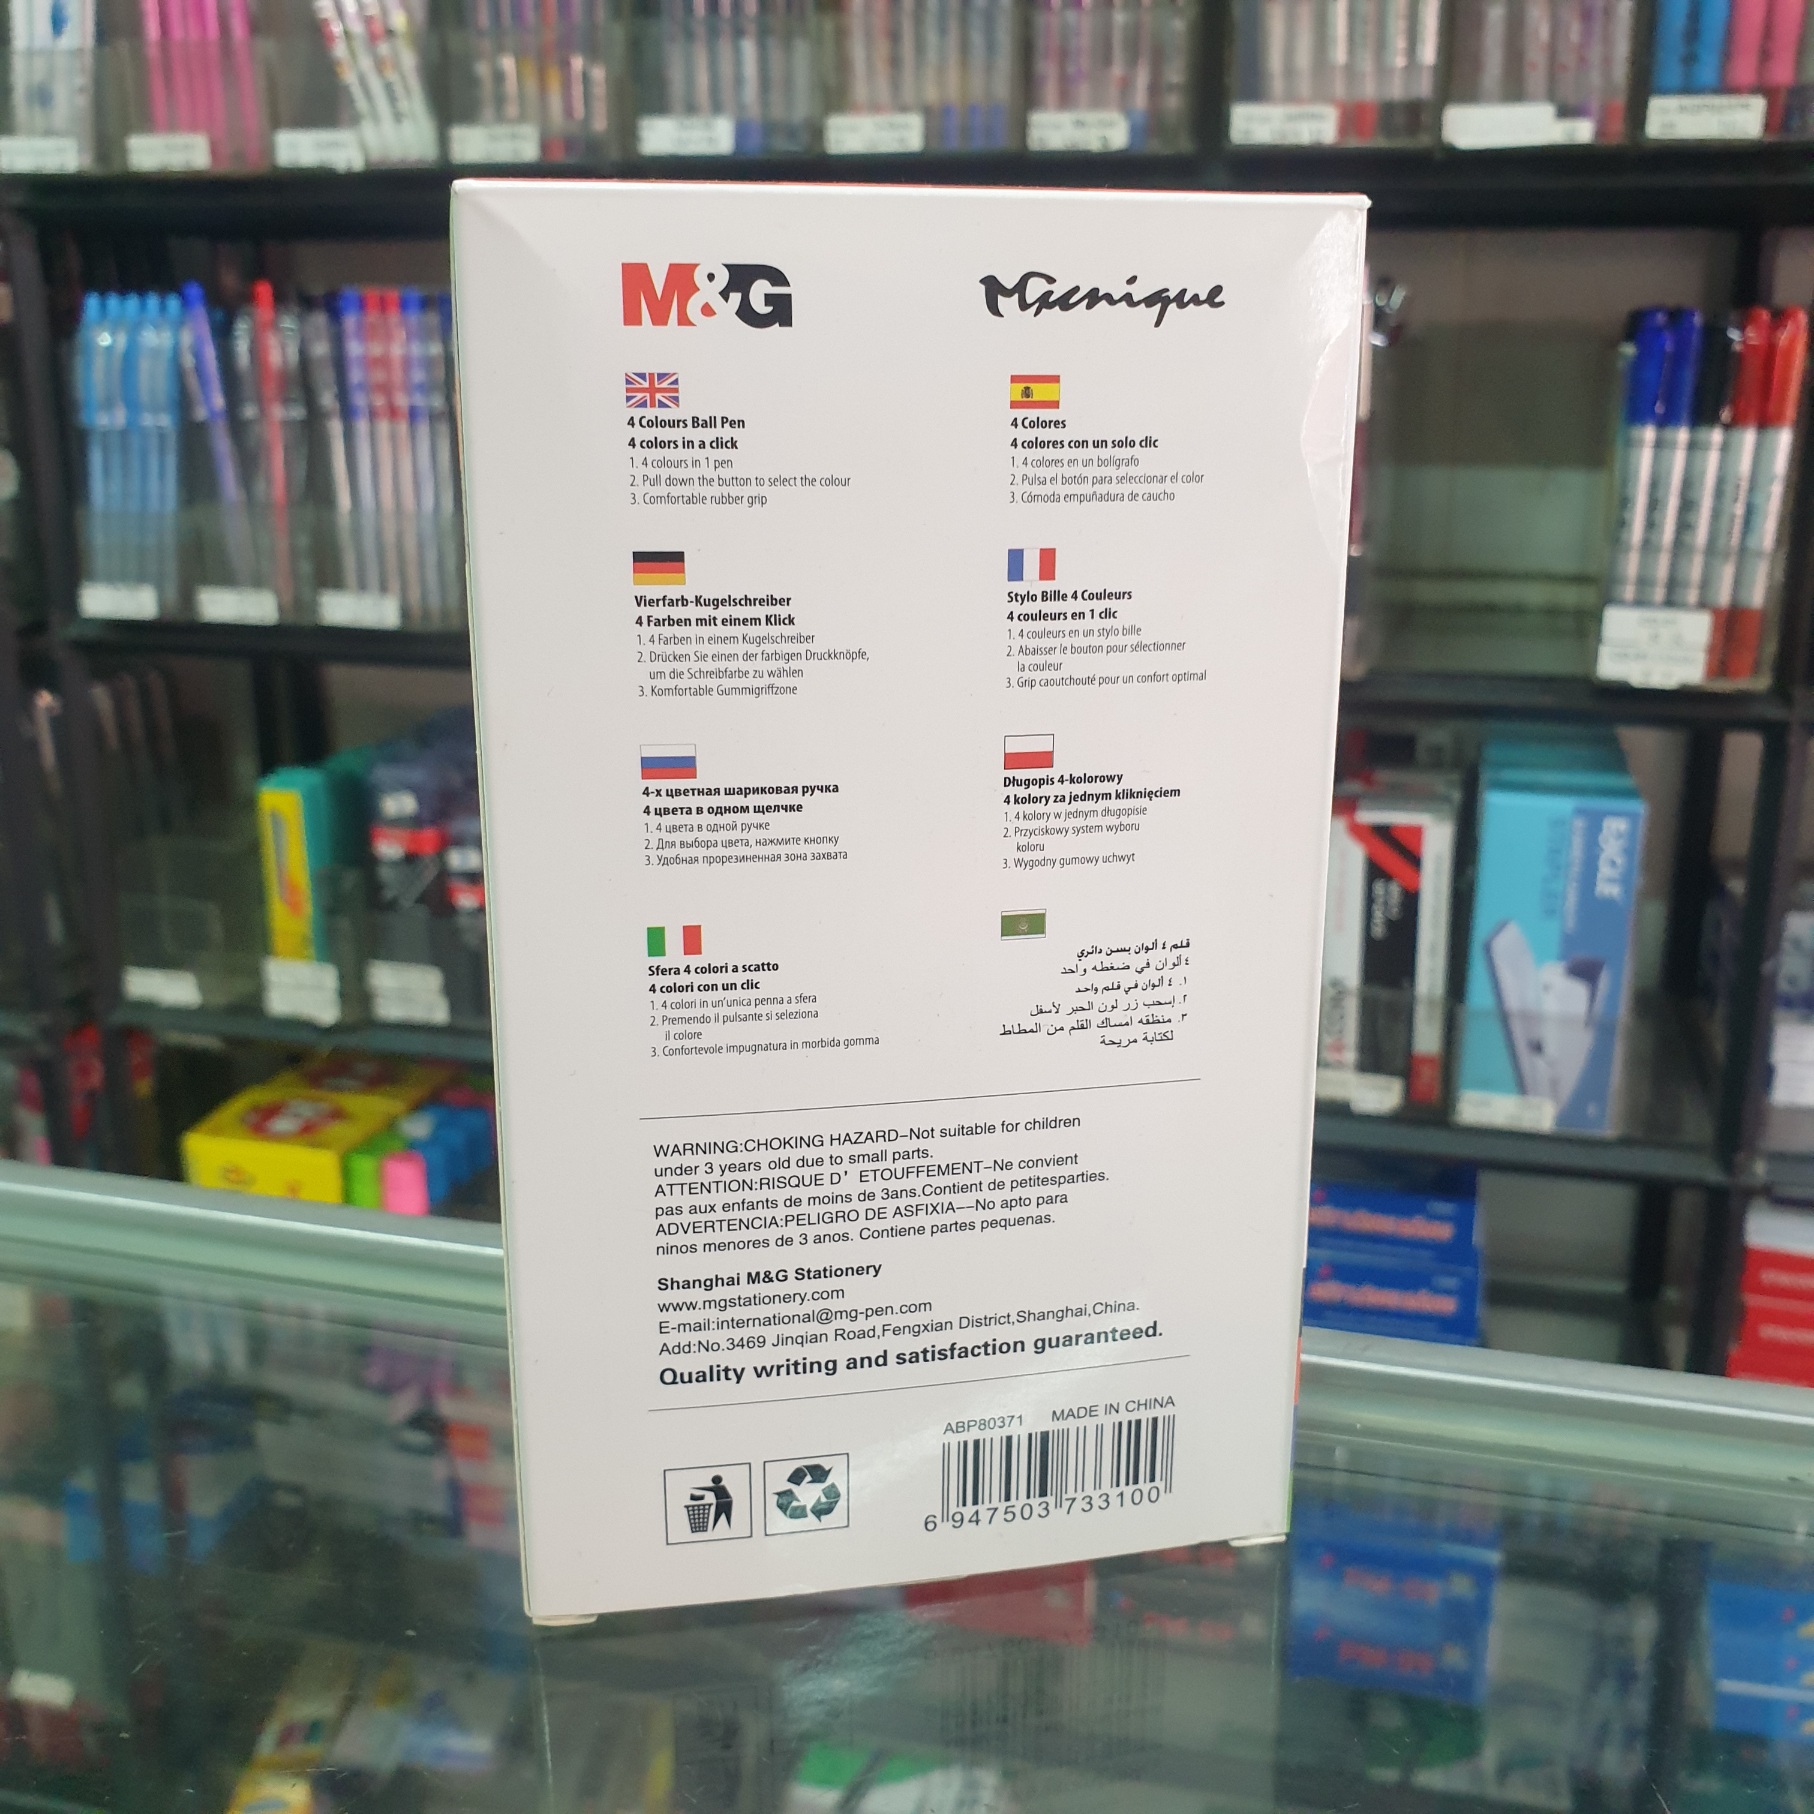 M&G
Mxenique
4 Colours Ball Pen
4 colors in a click
1. 4 colours in 1 pen
2. Pull down the button to select the colour
3. Comfortable rubber grip
4 Colores
4 colores con un solo clic
1. 4 colores en un bolígrafo
2. Pulsa el botón para seleccionar el color
3. Cómoda empuñadura de caucho
Vierfarb-Kugelschreiber
4 Farben mit einem Klick
1. 4 Farben in einem Kugelschreiber
2. Drücken Sie einen der farbigen Druckknöpfe,
um die Schreibfarbe zu wählen
3. Komfortable Gummigriffzone
Stylo Bille 4 Couleurs
4 couleurs en 1 clic
1. 4 couleurs en un stylo bille
2. Abaisser le bouton pour sélectionner
la couleur
3. Grip caoutchouté pour un confort optimal
4-х цветная шариковая ручка
4 цвета в одном щелчке
1. 4 цвета в одной ручке
2. Для выбора цвета, нажмите кнопку
3. Удобная прорезиненная зона захвата
Długopis 4-kolorowy
4 kolory za jednym kliknięciem
1. 4 kolory w jednym długopisie
2. Przyciskowy system wyboru
koloru
3. Wygodny gumowy uchwyt
Sfera 4 colori a scatto
4 colori con un clic
1. 4 colori in un'unica penna a sfera
2. Premendo il pulsante si seleziona
il colore
3. Confortevole impugnatura in morbida gomma
قلم ٤ ألوان بسن دائري
٤ ألوان في ضغطه واحد
١. ٤ ألوان في قلم واحد
٢. إسحب زر لون الحبر لأسفل
٣. منظقه امساك القلم من المطاط
لكتابة مريحة
WARNING:CHOKING HAZARD–Not suitable for children
under 3 years old due to small parts.
ATTENTION:RISQUE D' ETOUFFEMENT–Ne convient
pas aux enfants de moins de 3ans.Contient de petitesparties.
ADVERTENCIA:PELIGRO DE ASFIXIA––No apto para
ninos menores de 3 anos. Contiene partes pequenas.
Shanghai M&G Stationery
www.mgstationery.com
E-mail:international@mg-pen.com
Add:No.3469 Jinqian Road,Fengxian District,Shanghai,China.
Quality writing and satisfaction guaranteed.
ABP80371 MADE IN CHINA
6 947503 733100
EAGLE
STAPLER